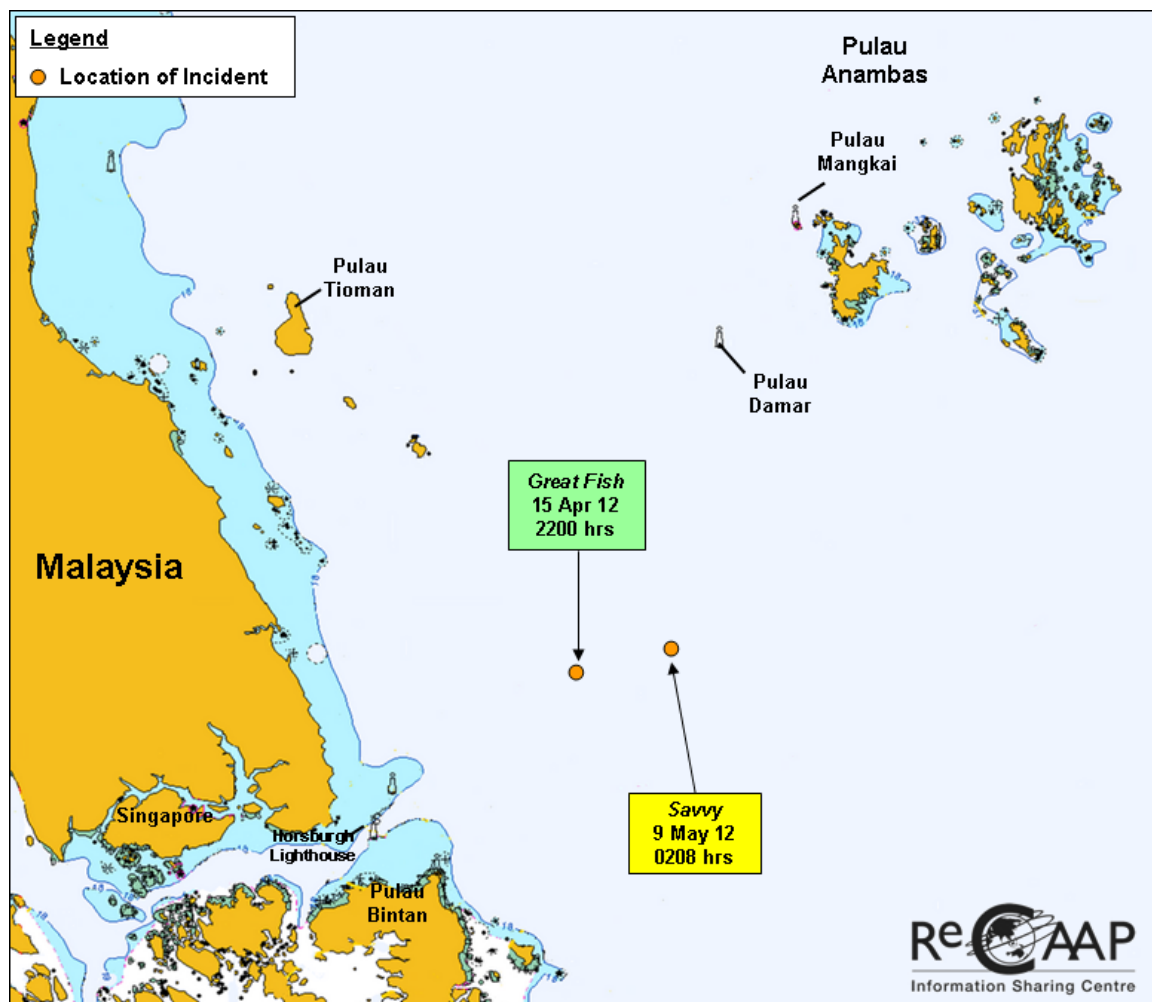 Legend
Location of Incident
Pulau
Anambas
Pulau
Mangkai
Pulau
Tioman
Pulau
Damar
Great Fish
15 Apr 12
2200 hrs
Malaysia
Savvy
9 May 12
0208 hrs
Singapore
Horsburgh
Lighthouse
Pulau
Bintan
ReCAAP
Information Sharing Centre